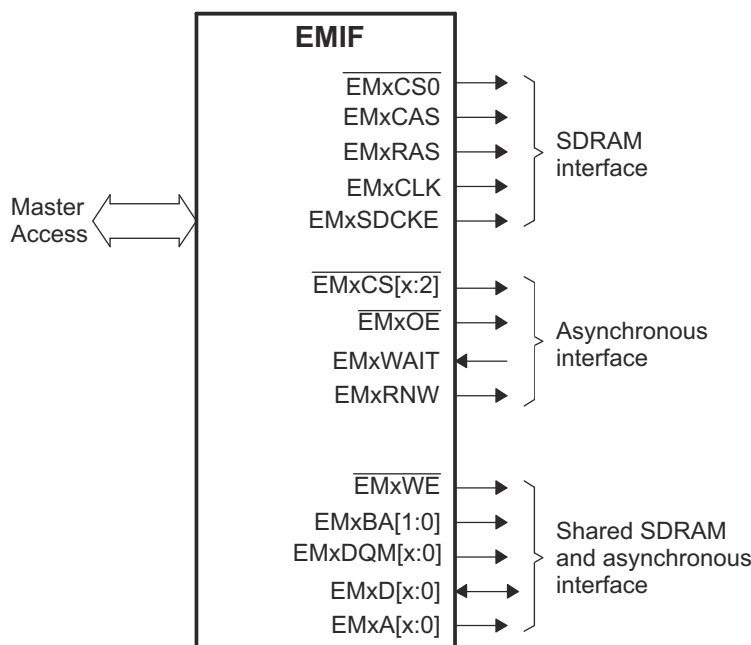 EMIF
EMxCS0
EMxCAS
EMxRAS
EMxCLK
EMxSDCKE
SDRAM
interface
Master
Access
EMxCS[x:2]
EMxOE
EMxWAIT
EMxRNW
Asynchronous
interface
EMxWE
EMxBA[1:0]
EMxDQM[x:0]
EMxD[x:0]
EMxA[x:0]
Shared SDRAM
and asynchronous
interface